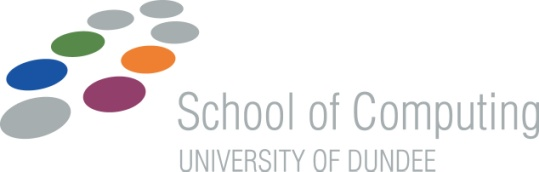 School of Computing
UNIVERSITY OF DUNDEE